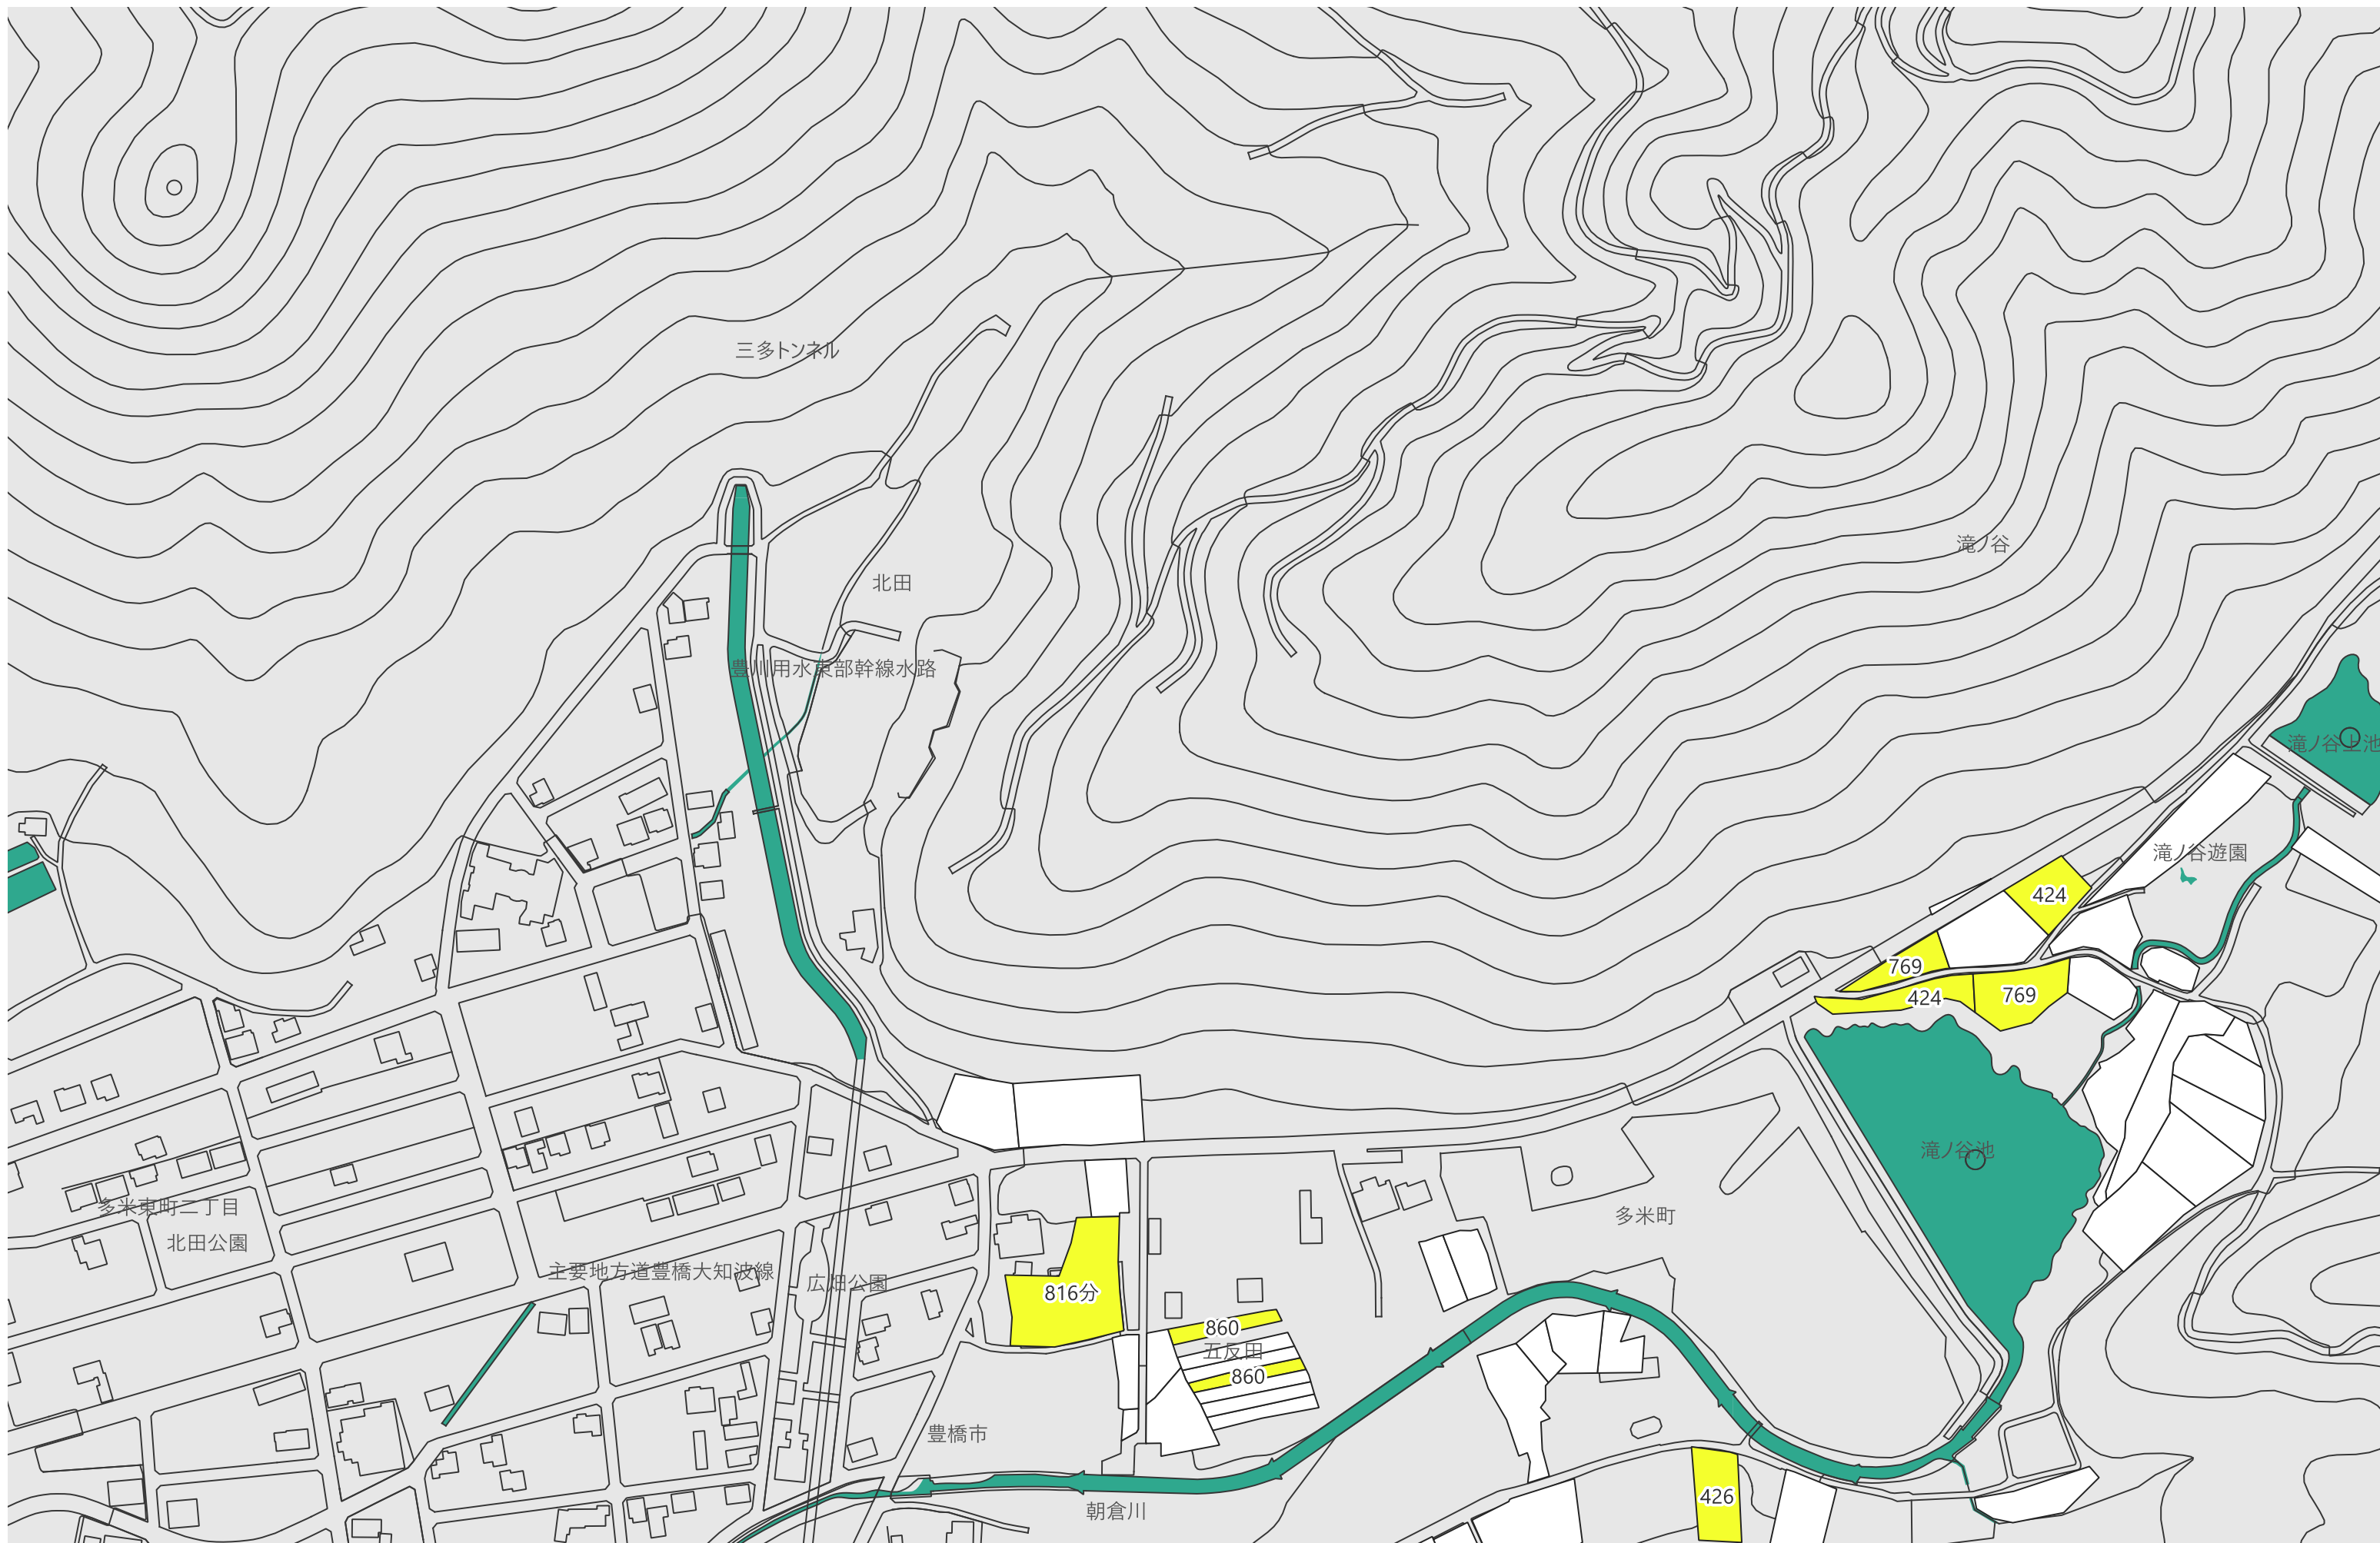 三多トンネル
滝ノ谷
北田
豊川用水東部幹線水路
滝ノ谷上池
滝ノ谷遊園
424
769
424
769
滝ノ谷池
多米東町二丁目
多米町
北田公園
主要地方道豊橋大知波線
広畑公園
816分
860
五反田
860
豊橋市
426
朝倉川